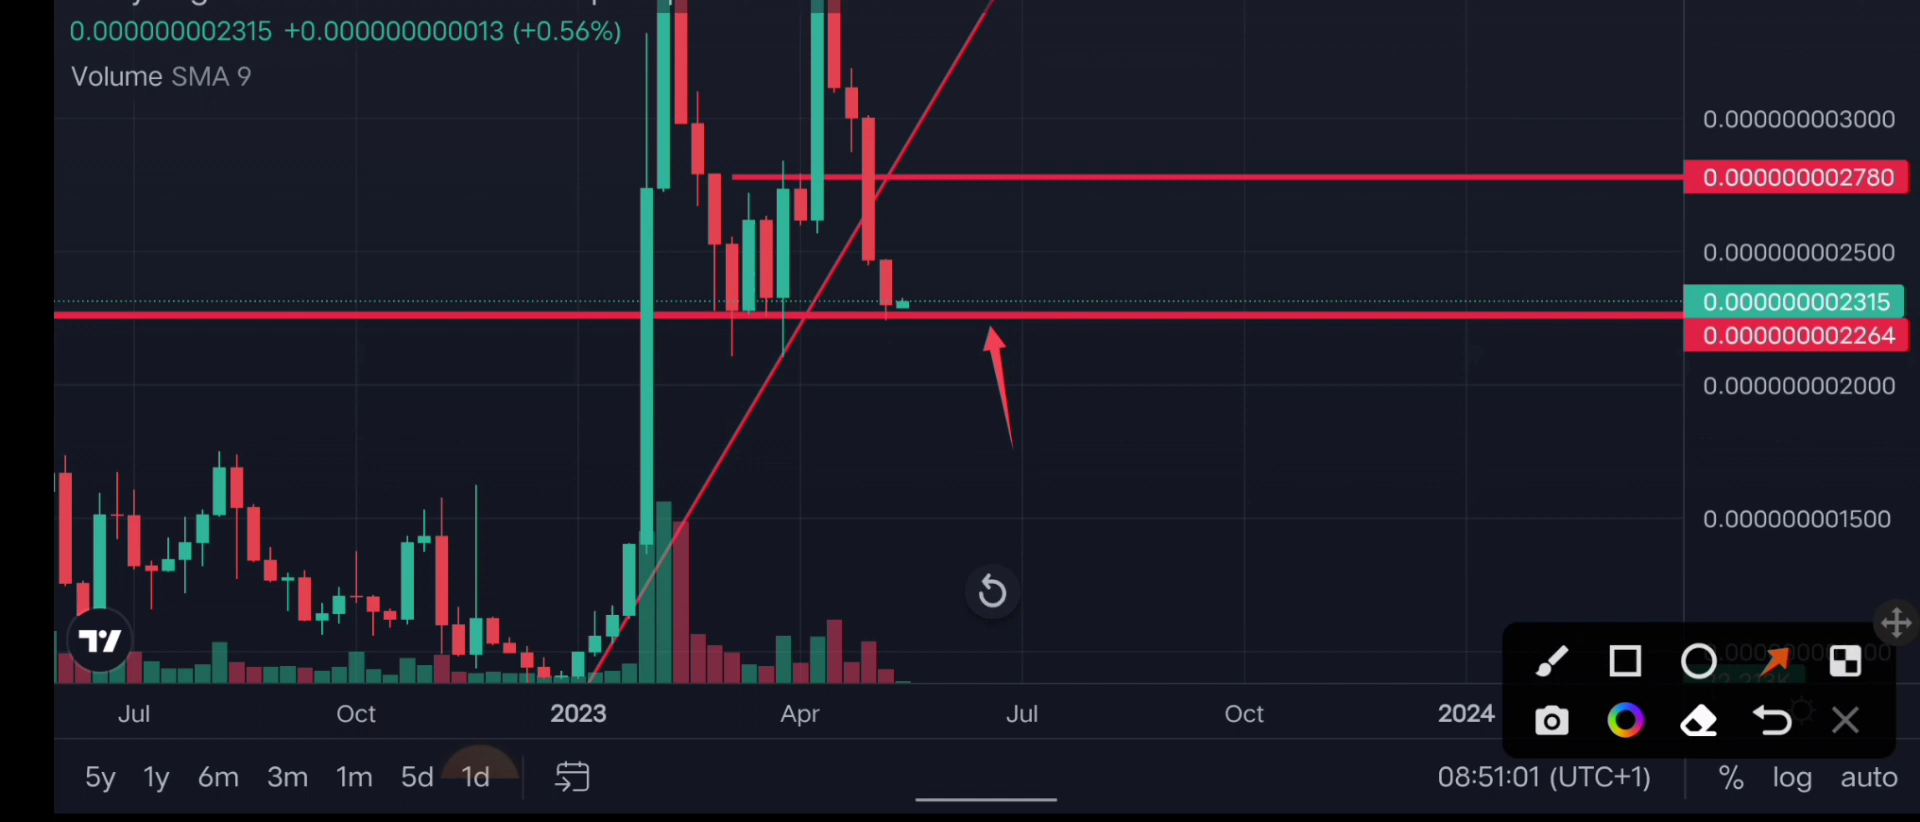 0.000000002315 +0.000000000013 (+0.56%)
Volume SMA 9
0.000000003000
0.000000002780
0.000000002500
0.000000002315
0.000000002264
0.000000002000
0.000000001500
Jul Oct 2023 Apr Jul Oct 2024
5y 1y 6m 3m 1m 5d 1d 08:51:01 (UTC+1) % log auto